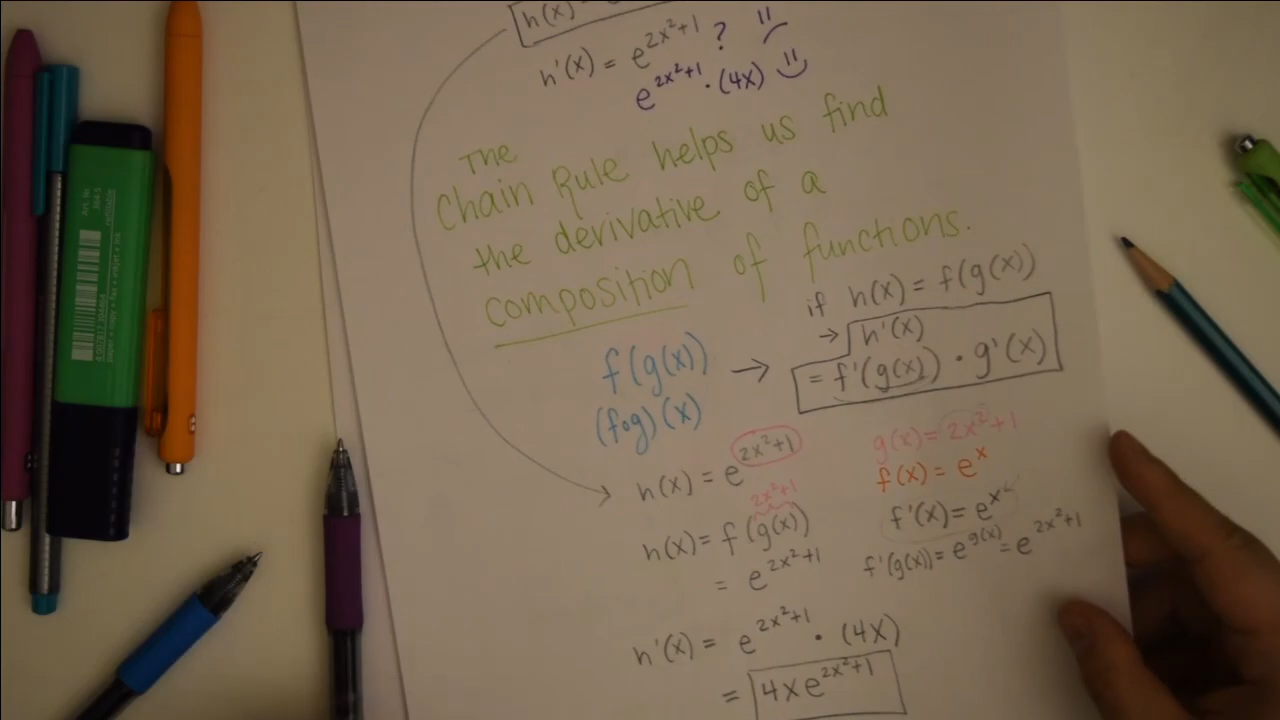 h(x)
h'(x) = e^{2x²+1} ?
e^{2x²+1} · (4x)
The
Chain Rule helps us find
the derivative of a
composition of functions.
if h(x) = f(g(x))
→ h'(x)
= f'(g(x)) · g'(x)
f(g(x)) →
(fog)(x)
h(x) = e^{2x²+1}
g(x) = 2x²+1
f(x) = e^x
2x²+1
h(x) = f(g(x))
= e^{2x²+1}
f'(x) = e^x
f'(g(x)) = e^{g(x)} = e^{2x²+1}
h'(x) = e^{2x²+1} · (4x)
= 4xe^{2x²+1}